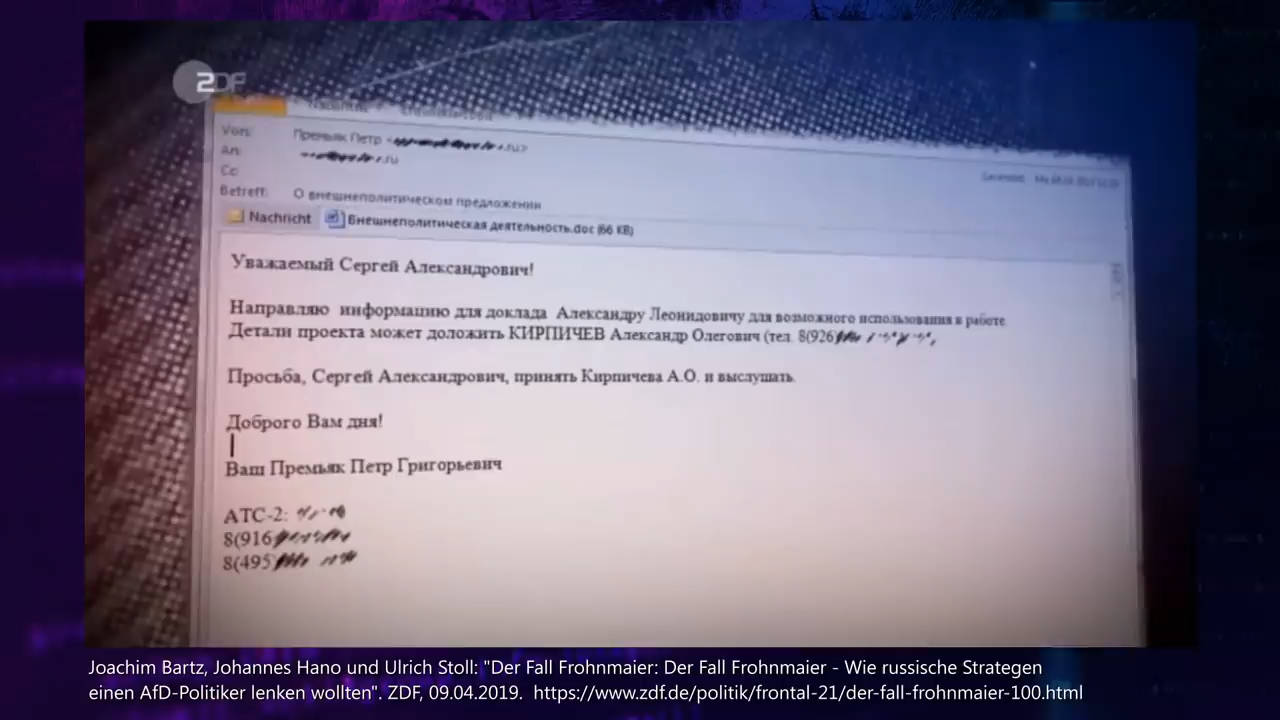 ZDF
Von: Премьяк Петр < .ru>
An: .ru
Cc
Betreff: О внешнеполитическом предложении
Nachricht Внешнеполитическая деятельность.doc (66 KB)
Уважаемый Сергей Александрович!
Направляю информацию для доклада Александру Леонидовичу для возможного использования в работе
Детали проекта может доложить КИРПИЧЕВ Александр Олегович (тел. 8(926)
Просьба, Сергей Александрович, принять Кирпичева А.О. и выслушать.
Доброго Вам дня!
Ваш Премьяк Петр Григорьевич
АТС-2:
8(916
8(495)
Joachim Bartz, Johannes Hano und Ulrich Stoll: "Der Fall Frohnmaier: Der Fall Frohnmaier - Wie russische Strategen
einen AfD-Politiker lenken wollten". ZDF, 09.04.2019. https://www.zdf.de/politik/frontal-21/der-fall-frohnmaier-100.html